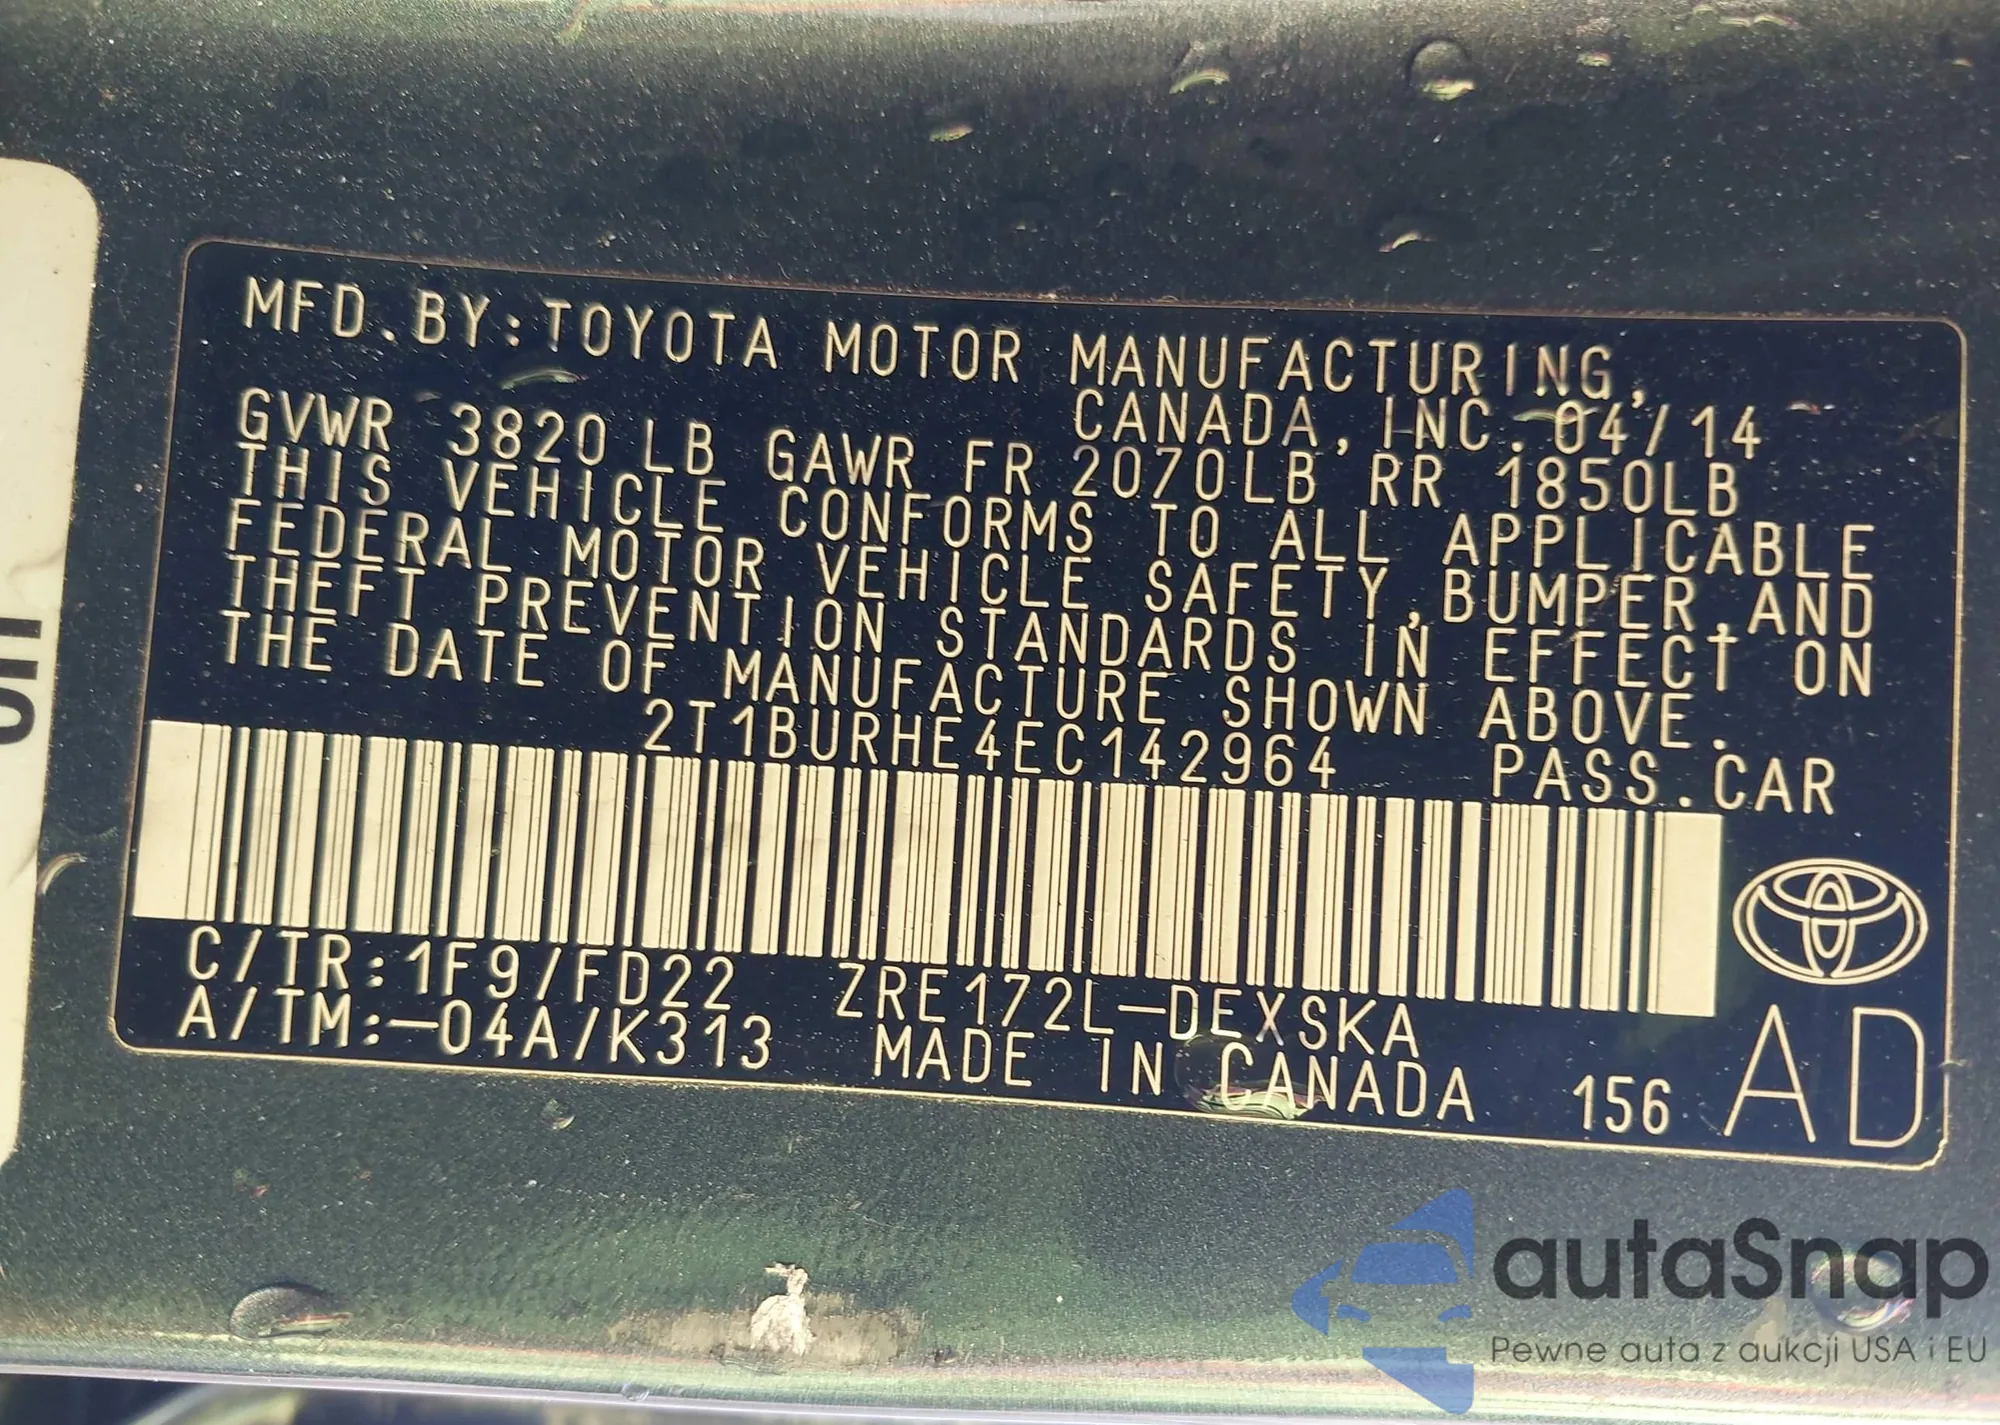 MFD.BY:TOYOTA MOTOR MANUFACTURING,
CANADA, INC. 04/14
GVWR 3820 LB GAWR FR 2070LB RR 1850LB
THIS VEHICLE CONFORMS TO ALL APPLICABLE
FEDERAL MOTOR VEHICLE SAFETY,BUMPER,AND
THEFT PREVENTION STANDARDS IN EFFECT ON
THE DATE OF MANUFACTURE SHOWN ABOVE.
2T1BURHE4EC142964 PASS.CAR
C/TR:1F9/FD22 ZRE172L-DEXSKA
A/TM:-04A/K313 MADE IN CANADA 156 AD
autaSnap
Pewne auta z aukcji USA i EU